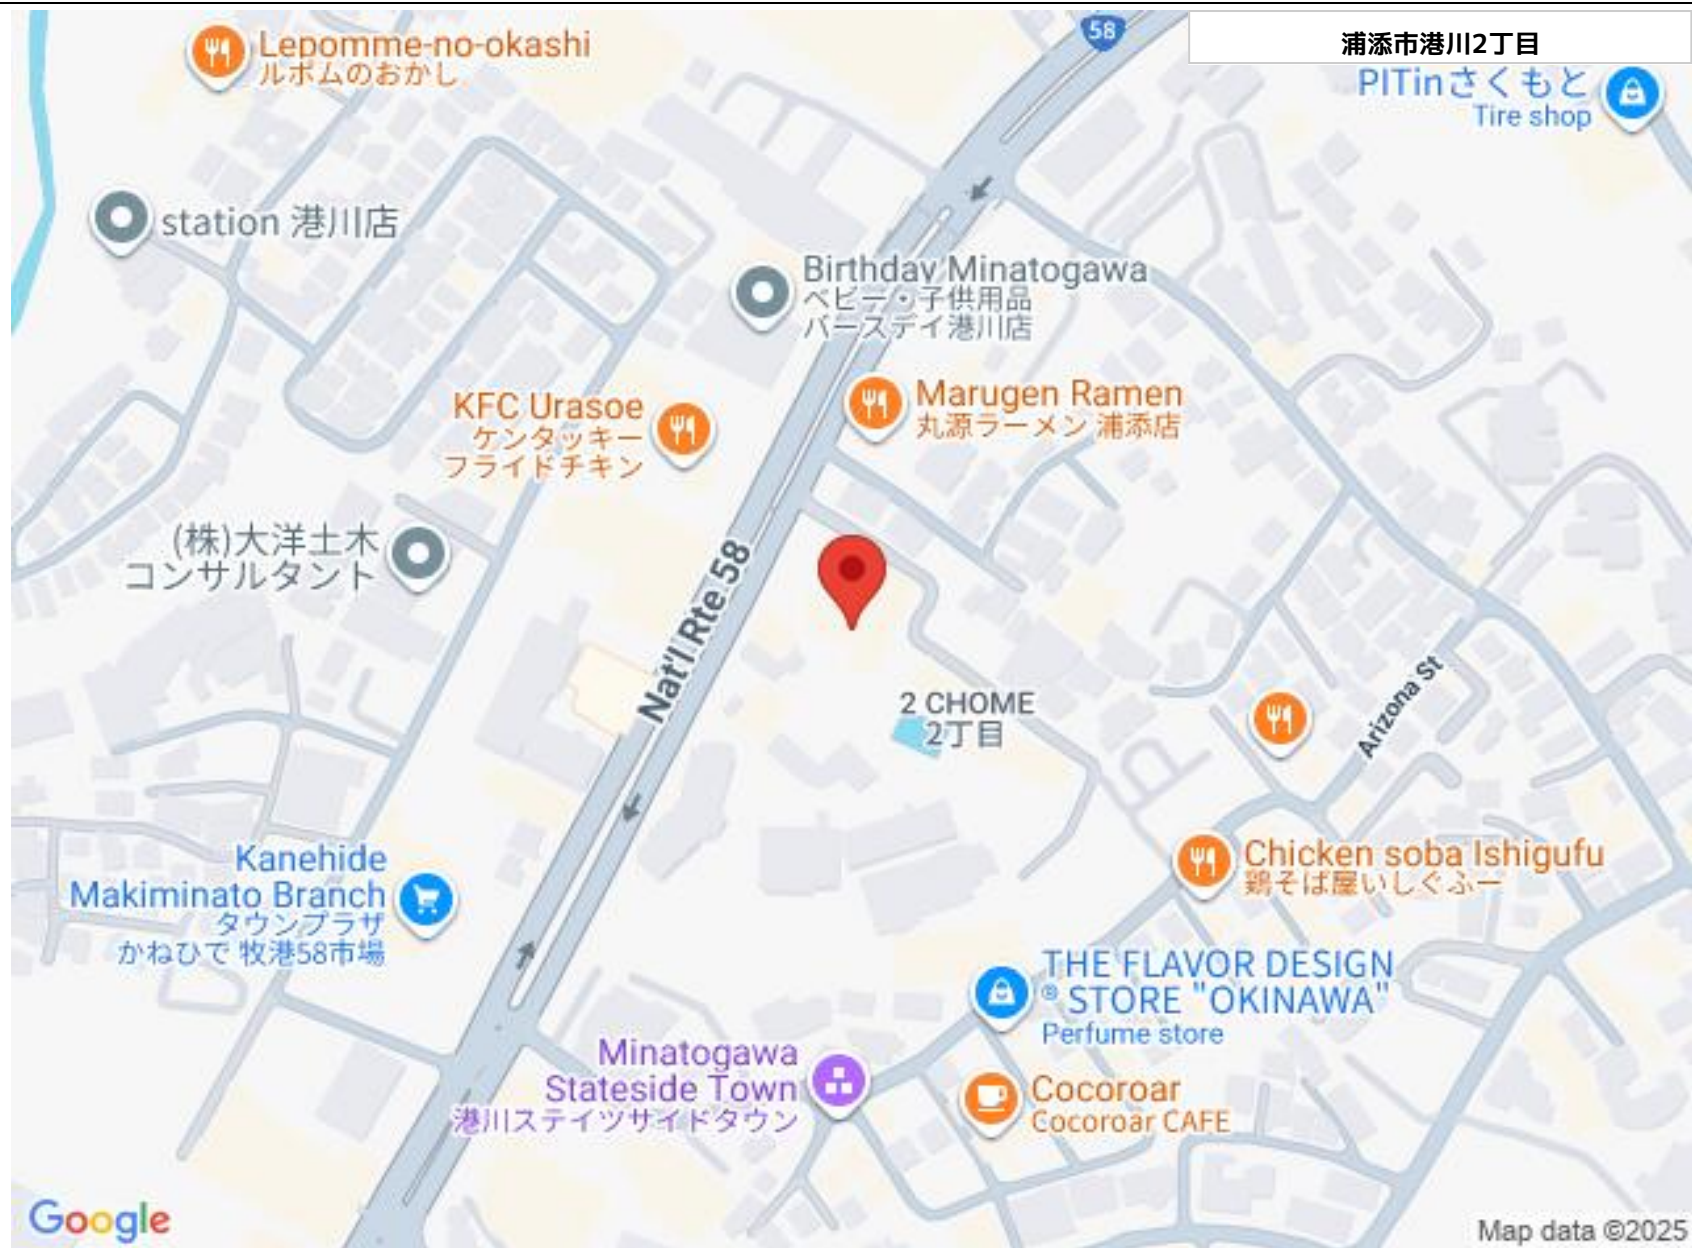 58
浦添市港川2丁目
Lepomme-no-okashi
ルポムのおかし
PITinさくもと
Tire shop
station 港川店
Birthday Minatogawa
ベビー・子供用品
バースデイ港川店
KFC Urasoe
ケンタッキー
フライドチキン
Marugen Ramen
丸源ラーメン 浦添店
(株)大洋土木
コンサルタント
Nat'l Rte 58
2 CHOME
2丁目
Arizona St
Kanehide
Makiminato Branch
タウンプラザ
かねひで 牧港58市場
Chicken soba Ishigufu
鶏そば屋いしぐふー
THE FLAVOR DESIGN
® STORE "OKINAWA"
Perfume store
Minatogawa
Stateside Town
港川ステイツサイドタウン
Cocoroar
Cocoroar CAFE
Google
Map data ©2025